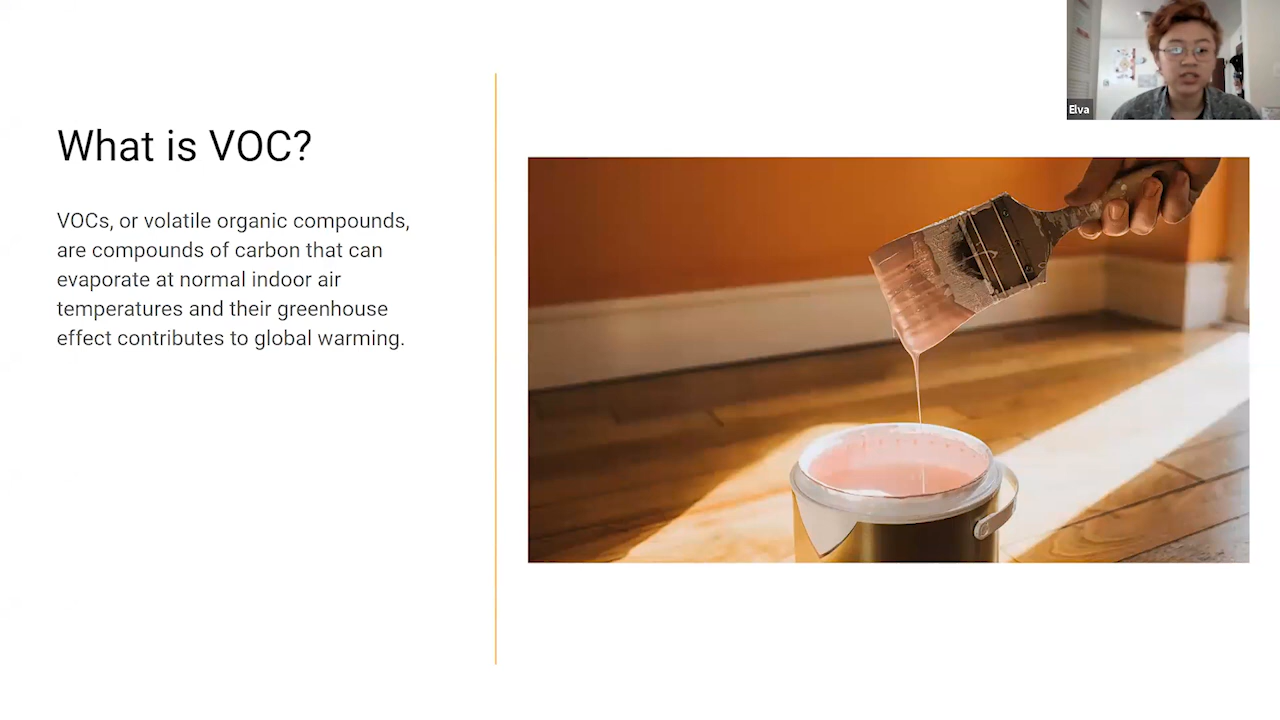 What is VOC?
VOCs, or volatile organic compounds,
are compounds of carbon that can
evaporate at normal indoor air
temperatures and their greenhouse
effect contributes to global warming.
Elva